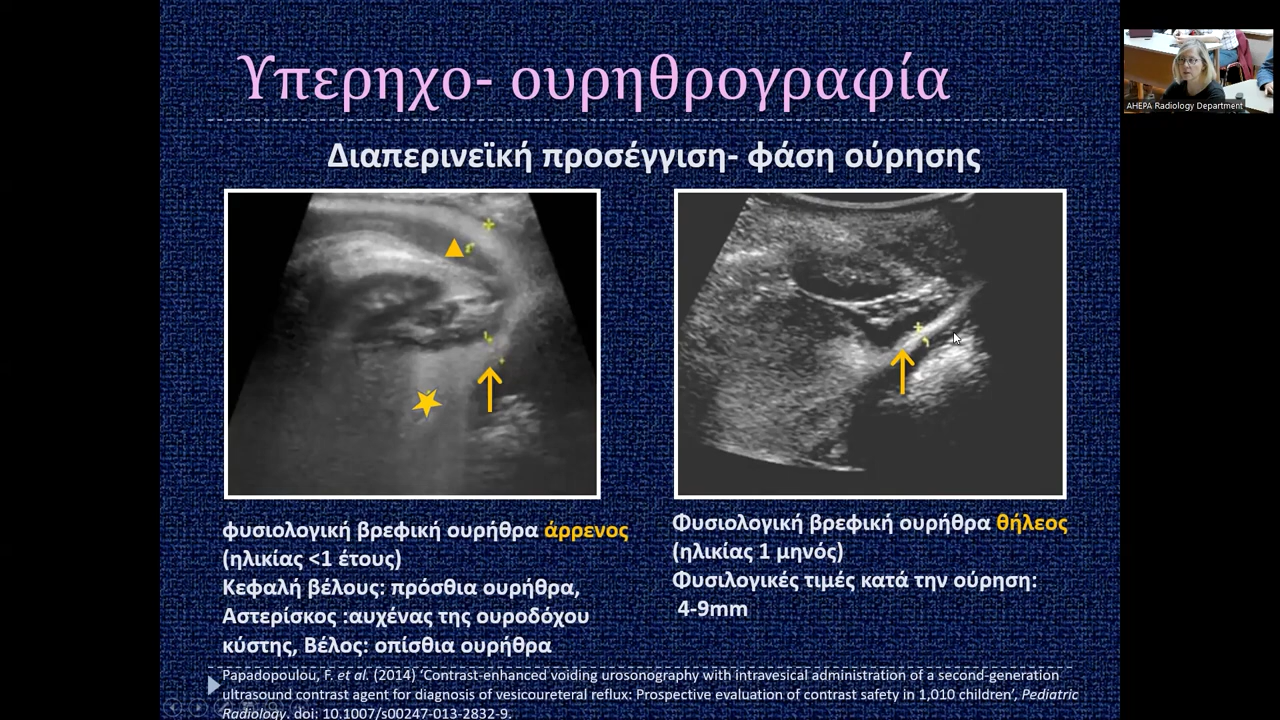 Υπερηχο- ουρηθρογραφία
AHEPA Radiology Department
Διαπερινεϊκή προσέγγιση- φάση ούρησης
φυσιολογική βρεφική ουρήθρα άρρενος
(ηλικίας <1 έτους)
Κεφαλή βέλους: πρόσθια ουρήθρα,
Αστερίσκος :αυχένας της ουροδόχου
κύστης, Βέλος: οπίσθια ουρήθρα
Φυσιολογική βρεφική ουρήθρα θήλεος
(ηλικίας 1 μηνός)
Φυσιλογικές τιμές κατά την ούρηση:
4-9mm
Papadopoulou, F. et al. (2014) ‘Contrast-enhanced voiding urosonography with intravesical administration of a second-generation
ultrasound contrast agent for diagnosis of vesicoureteral reflux: Prospective evaluation of contrast safety in 1,010 children’, Pediatric
Radiology. doi: 10.1007/s00247-013-2832-9.